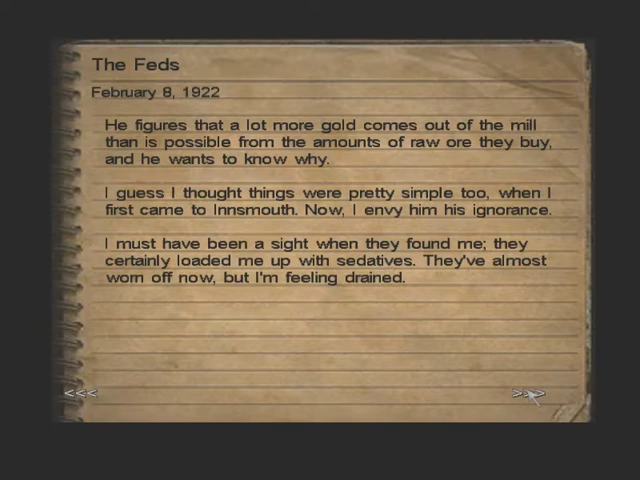 The Feds
February 8, 1922
He figures that a lot more gold comes out of the mill
than is possible from the amounts of raw ore they buy,
and he wants to know why.
I guess I thought things were pretty simple too, when I
first came to Innsmouth. Now, I envy him his ignorance.
I must have been a sight when they found me; they
certainly loaded me up with sedatives. They've almost
worn off now, but I'm feeling drained.
<<< >>>